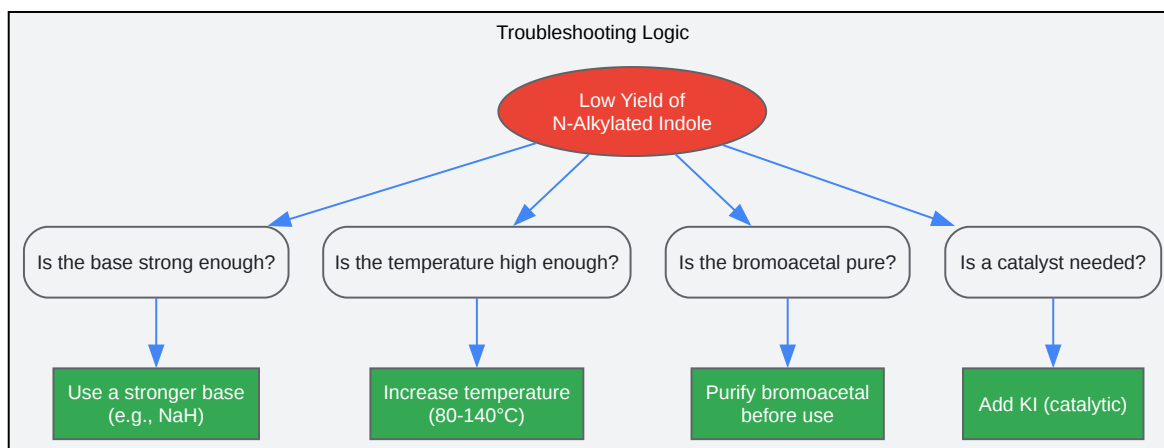 Troubleshooting Logic
Low Yield of
N-Alkylated Indole
Is the base strong enough?
Is the temperature high enough?
Is the bromoacetal pure?
Is a catalyst needed?
Use a stronger base
(e.g., NaH)
Increase temperature
(80-140°C)
Purify bromoacetal
before use
Add KI (catalytic)